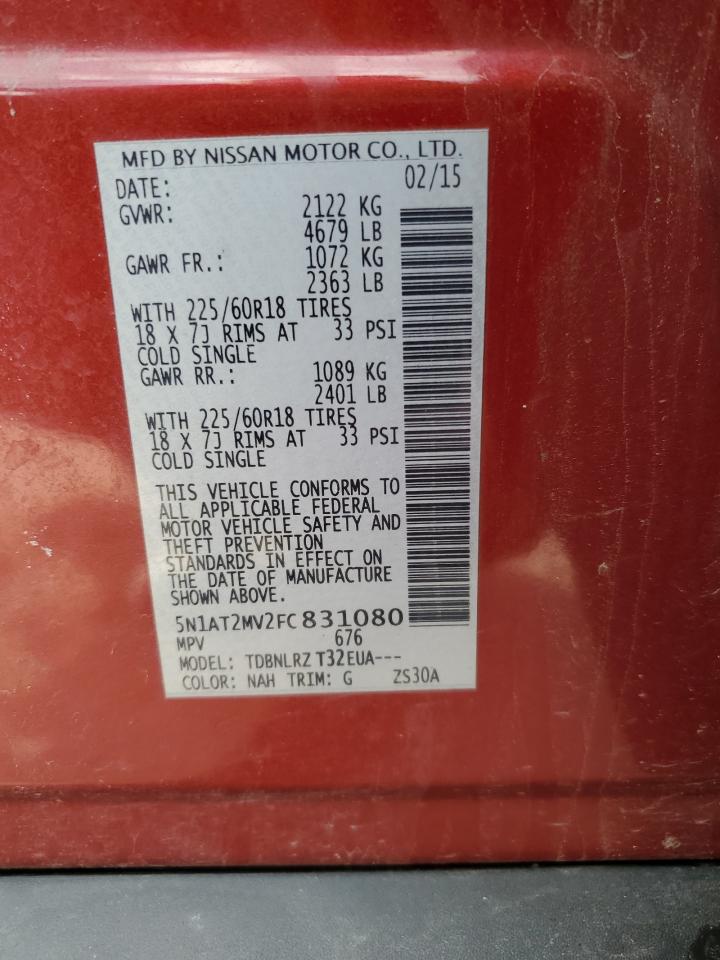 MFD BY NISSAN MOTOR CO., LTD.
DATE: 02/15
GVWR: 2122 KG
4679 LB
GAWR FR.: 1072 KG
2363 LB
WITH 225/60R18 TIRES
18 X 7J RIMS AT 33 PSI
COLD SINGLE
GAWR RR.: 1089 KG
2401 LB
WITH 225/60R18 TIRES
18 X 7J RIMS AT 33 PSI
COLD SINGLE
THIS VEHICLE CONFORMS TO
ALL APPLICABLE FEDERAL
MOTOR VEHICLE SAFETY AND
THEFT PREVENTION
STANDARDS IN EFFECT ON
THE DATE OF MANUFACTURE
SHOWN ABOVE.
5N1AT2MV2FC831080
MPV 676
MODEL: TDBNLRZ T32EUA---
COLOR: NAH TRIM: G ZS30A